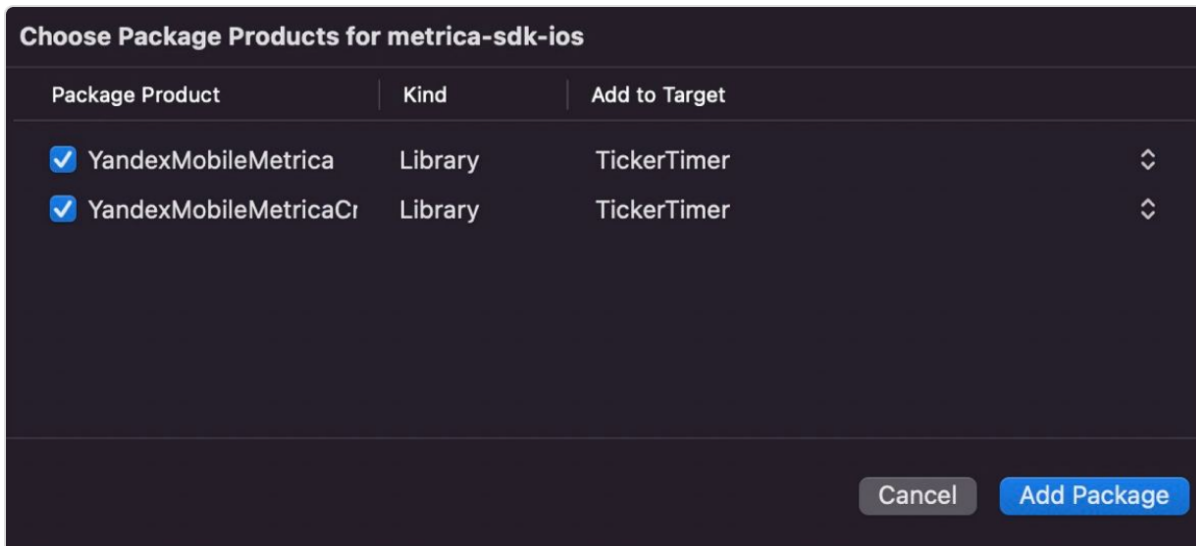 Choose Package Products for metrica-sdk-ios
Package Product Kind Add to Target
YandexMobileMetrica Library TickerTimer
YandexMobileMetricaCr Library TickerTimer
Cancel Add Package